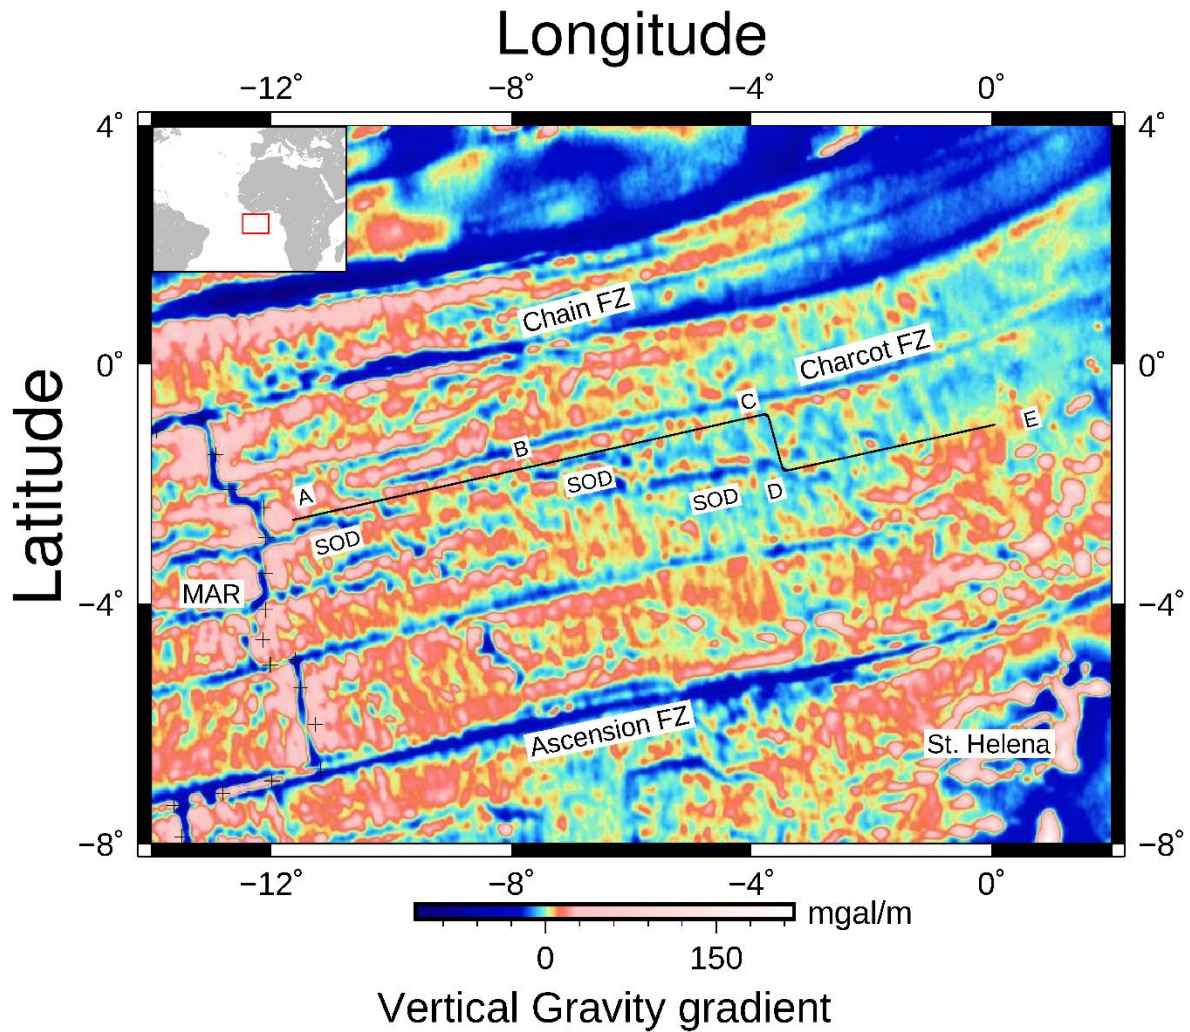 Longitude
−12° −8° −4° 0°
4° 4°
Chain FZ
Charcot FZ
0° 0°
Latitude
C
E
B
SOD
A
SOD D
SOD
MAR
−4° −4°
Ascension FZ
St. Helena
−8° −8°
−12° −8° −4° 0°
mgal/m
0 150
Vertical Gravity gradient